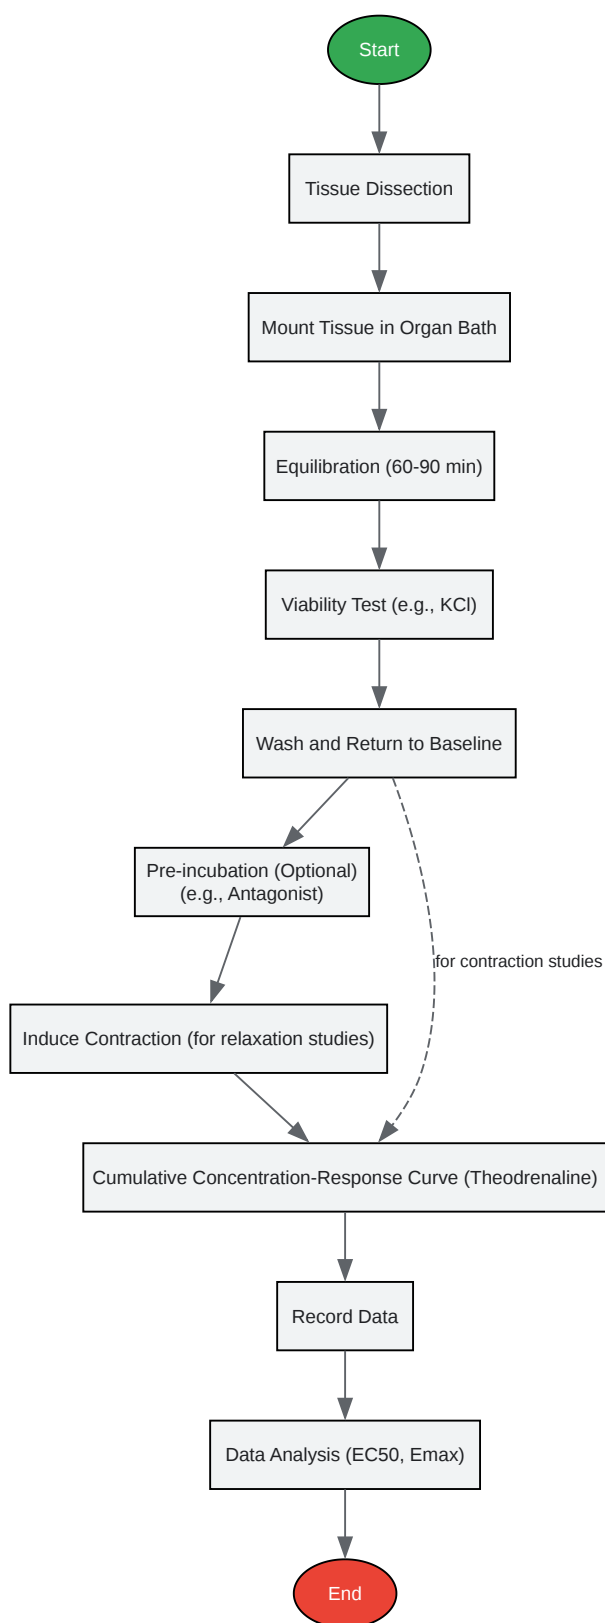 Start
Tissue Dissection
Mount Tissue in Organ Bath
Equilibration (60-90 min)
Viability Test (e.g., KCl)
Wash and Return to Baseline
Pre-incubation (Optional)
(e.g., Antagonist)
for contraction studies
Induce Contraction (for relaxation studies)
Cumulative Concentration-Response Curve (Theodrenaline)
Record Data
Data Analysis (EC50, Emax)
End